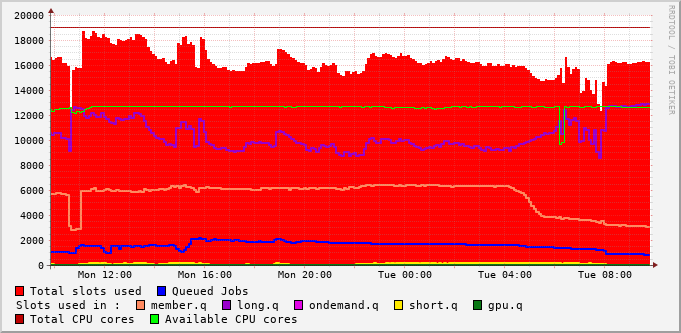 RRDTOOL / TOBI OETIKER
20000
18000
16000
14000
12000
10000
8000
6000
4000
2000
0
Mon 12:00 Mon 16:00 Mon 20:00 Tue 00:00 Tue 04:00 Tue 08:00
Total slots used Queued Jobs
Slots used in : member.q long.q ondemand.q short.q gpu.q
Total CPU cores Available CPU cores